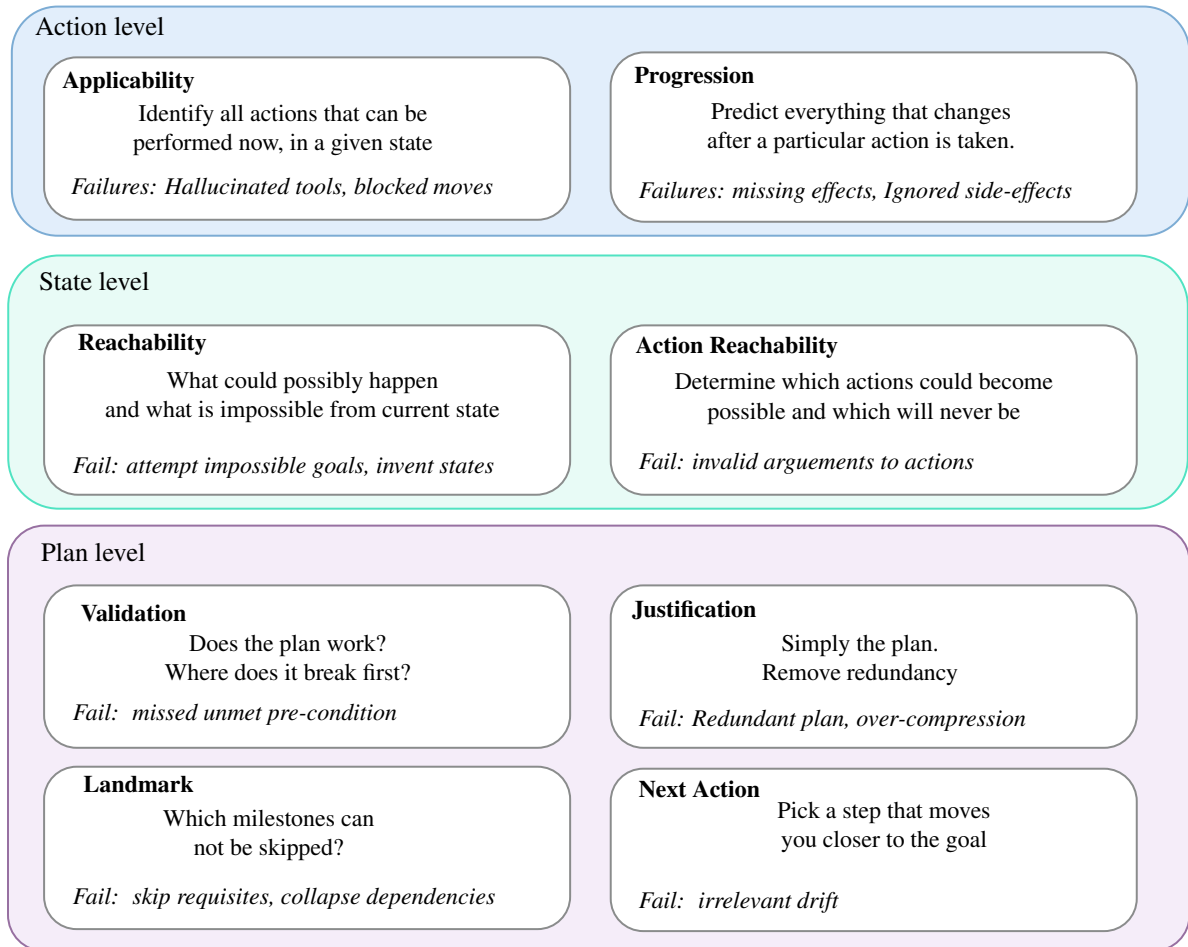 Action level
Applicability
Identify all actions that can be
performed now, in a given state
Failures: Hallucinated tools, blocked moves
Progression
Predict everything that changes
after a particular action is taken.
Failures: missing effects, Ignored side-effects
State level
Reachability
What could possibly happen
and what is impossible from current state
Fail: attempt impossible goals, invent states
Action Reachability
Determine which actions could become
possible and which will never be
Fail: invalid arguements to actions
Plan level
Validation
Does the plan work?
Where does it break first?
Fail: missed unmet pre-condition
Justification
Simply the plan.
Remove redundancy
Fail: Redundant plan, over-compression
Landmark
Which milestones can
not be skipped?
Fail: skip requisites, collapse dependencies
Next Action
Pick a step that moves
you closer to the goal
Fail: irrelevant drift